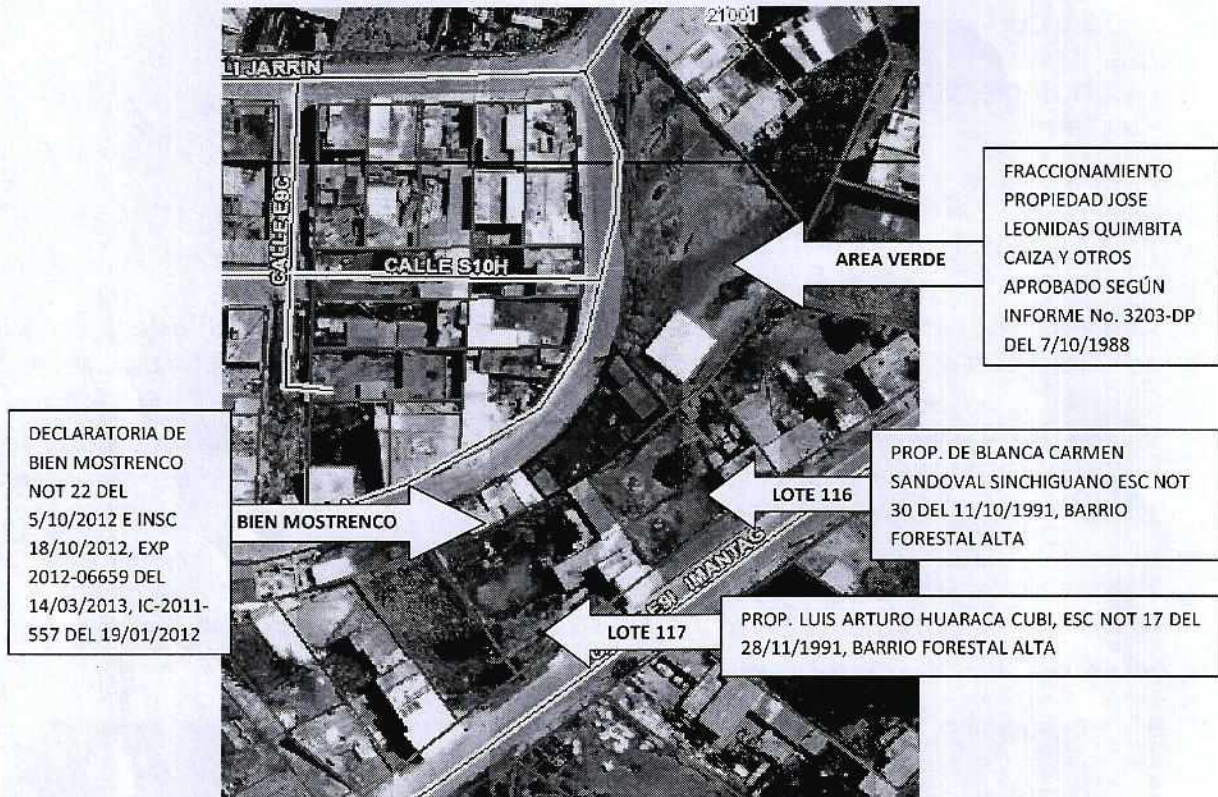 21001
LI JARRIN
CALLE E9C
CALLE S10H
FRACCIONAMIENTO
PROPIEDAD JOSE
LEONIDAS QUIMBITA
CAIZA Y OTROS
APROBADO SEGÚN
INFORME No. 3203-DP
DEL 7/10/1988
AREA VERDE
DECLARATORIA DE
BIEN MOSTRENCO
NOT 22 DEL
5/10/2012 E INSC
18/10/2012, EXP
2012-06659 DEL
14/03/2013, IC-2011-
557 DEL 19/01/2012
BIEN MOSTRENCO
PROP. DE BLANCA CARMEN
SANDOVAL SINCHIGUANO ESC NOT
30 DEL 11/10/1991, BARRIO
FORESTAL ALTA
LOTE 116
E9I IMANTAG
LOTE 117
PROP. LUIS ARTURO HUARACA CUBI, ESC NOT 17 DEL
28/11/1991, BARRIO FORESTAL ALTA